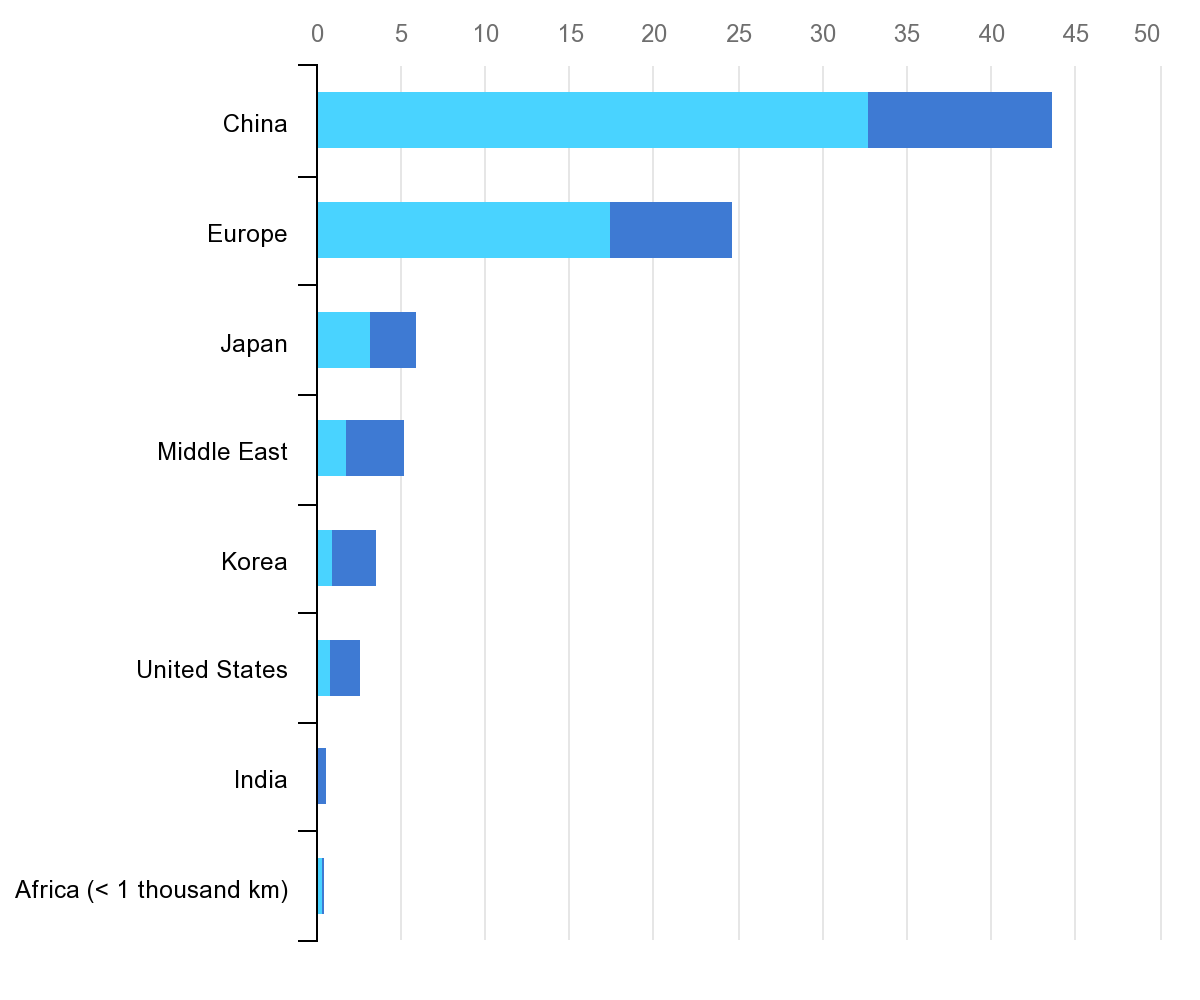 0 5 10 15 20 25 30 35 40 45 50
China
Europe
Japan
Middle East
Korea
United States
India
Africa (< 1 thousand km)